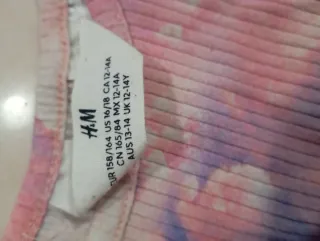 H&M
EUR 158/164 US 16/18 CA 12-14A
CN 165/84 MX 12-14A
AUS 13-14 UK 12-14Y